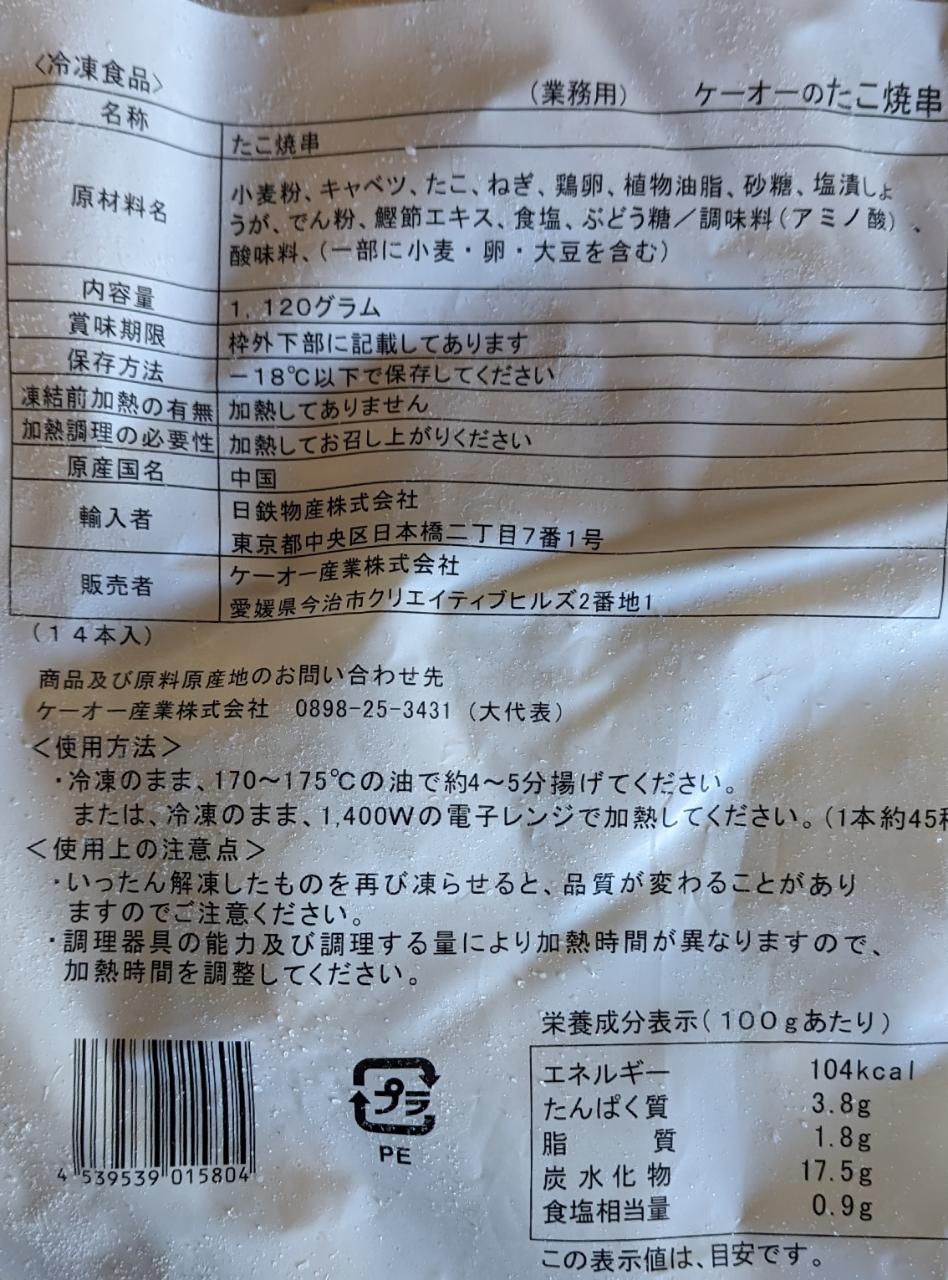 〈冷凍食品〉
（業務用） ケーオーのたこ焼串
名称
たこ焼串
原材料名
小麦粉、キャベツ、たこ、ねぎ、鶏卵、植物油脂、砂糖、塩漬しょ
うが、でん粉、鰹節エキス、食塩、ぶどう糖／調味料（アミノ酸）、
酸味料、（一部に小麦・卵・大豆を含む）
内容量
1，120グラム
賞味期限
枠外下部に記載してあります
保存方法
－18℃以下で保存してください
凍結前加熱の有無 加熱してありません
加熱調理の必要性 加熱してお召し上がりください
原産国名
中国
輸入者
日鉄物産株式会社
東京都中央区日本橋二丁目7番1号
販売者
ケーオー産業株式会社
愛媛県今治市クリエイティブヒルズ2番地1
（１４本入）
商品及び原料原産地のお問い合わせ先
ケーオー産業株式会社 0898-25-3431（大代表）
＜使用方法＞
・冷凍のまま、170～175℃の油で約4～5分揚げてください。
または、冷凍のまま、1,400Wの電子レンジで加熱してください。（1本約45
＜使用上の注意点＞
・いったん解凍したものを再び凍らせると、品質が変わることがあり
ますのでご注意ください。
・調理器具の能力及び調理する量により加熱時間が異なりますので、
加熱時間を調整してください。
栄養成分表示（100gあたり）
エネルギー 104kcal
たんぱく質 3.8g
脂質 1.8g
炭水化物 17.5g
食塩相当量 0.9g
この表示値は、目安です。
プラ
PE
4 539539 015804